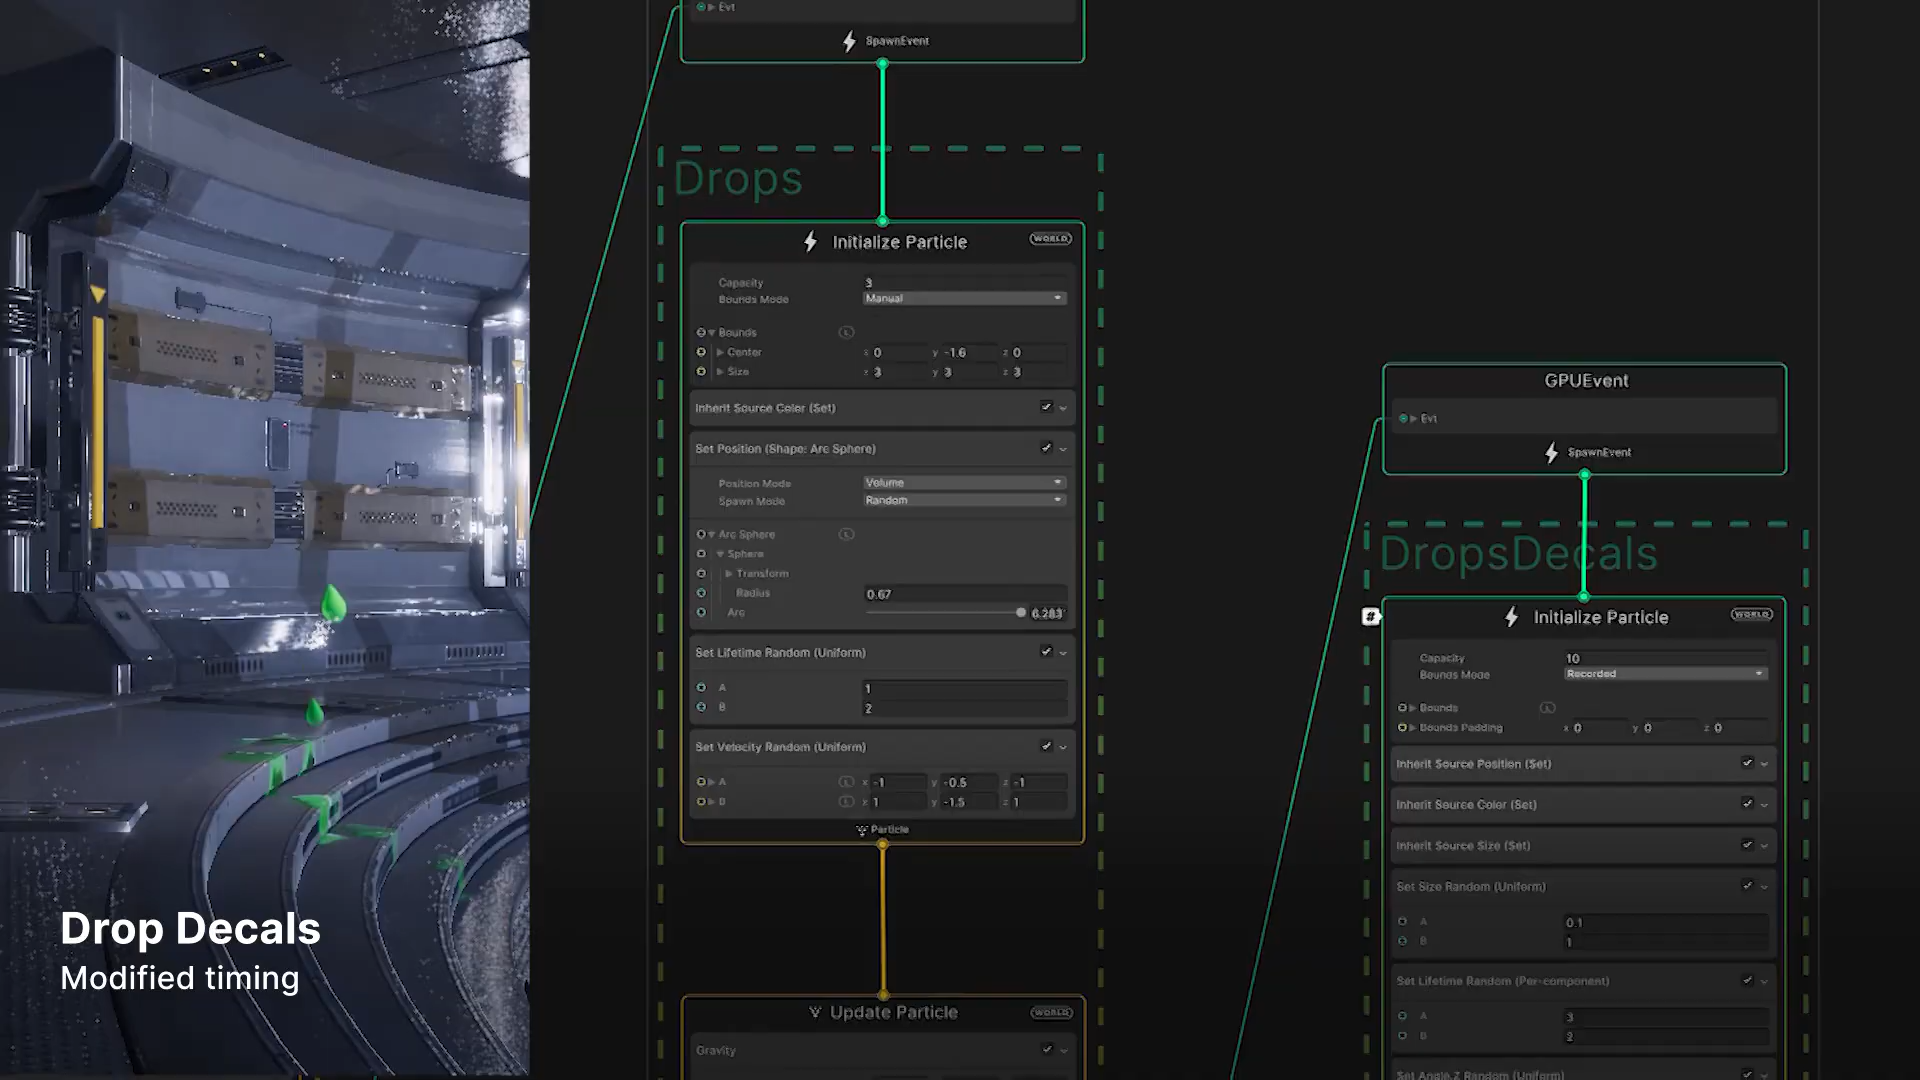 Drop Decals
Modified timing
Evt
SpawnEvent
Drops
Initialize Particle
WORLD
Capacity 3
Bounds Mode Manual
Bounds L
Center x 0 y -1.6 z 0
Size x 3 y 3 z 3
Inherit Source Color (Set)
Set Position (Shape: Arc Sphere)
Position Mode Volume
Spawn Mode Random
Arc Sphere L
Sphere
Transform
Radius 0.67
Arc 6.283
Set Lifetime Random (Uniform)
A 1
B 2
Set Velocity Random (Uniform)
A L x -1 y -0.5 z -1
B L x 1 y -1.5 z 1
Particle
Update Particle
WORLD
Gravity
GPUEvent
Evt
SpawnEvent
DropsDecals
#
Initialize Particle
WORLD
Capacity 10
Bounds Mode Recorded
Bounds L
Bounds Padding x 0 y 0 z 0
Inherit Source Position (Set)
Inherit Source Color (Set)
Inherit Source Size (Set)
Set Size Random (Uniform)
A 0.1
B 1
Set Lifetime Random (Per-component)
A 3
B 2
Set Angle.Z Random (Uniform)